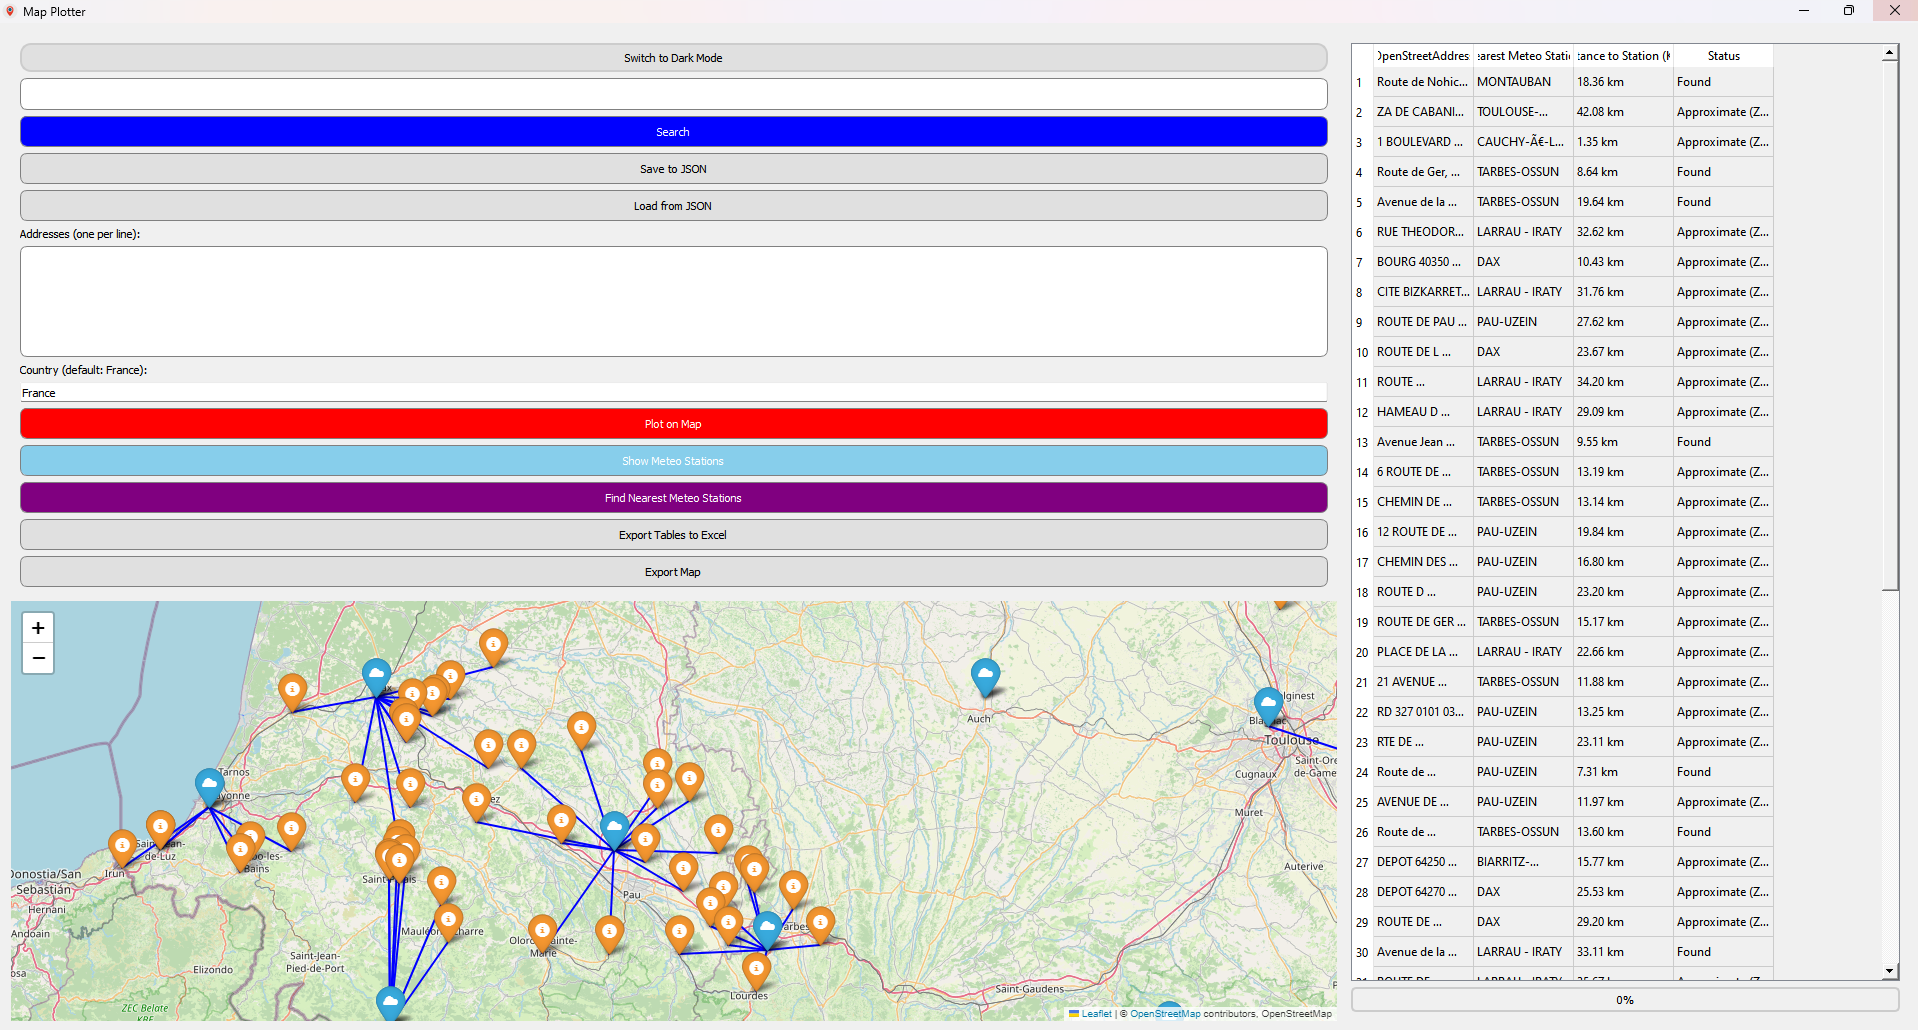 Map Plotter
Switch to Dark Mode
Search
Save to JSON
Load from JSON
Addresses (one per line):
Country (default: France):
France
Plot on Map
Show Meteo Stations
Find Nearest Meteo Stations
Export Tables to Excel
Export Map
OpenStreetAddres earest Meteo Stati tance to Station (K Status
1 Route de Nohic... MONTAUBAN 18.36 km Found
2 ZA DE CABANI... TOULOUSE-... 42.08 km Approximate (Z...
3 1 BOULEVARD ... CAUCHY-Ã€-L... 1.35 km Approximate (Z...
4 Route de Ger, ... TARBES-OSSUN 8.64 km Found
5 Avenue de la ... TARBES-OSSUN 19.64 km Found
6 RUE THEODOR... LARRAU - IRATY 32.62 km Approximate (Z...
7 BOURG 40350 ... DAX 10.43 km Approximate (Z...
8 CITE BIZKARRET... LARRAU - IRATY 31.76 km Approximate (Z...
9 ROUTE DE PAU ... PAU-UZEIN 27.62 km Approximate (Z...
10 ROUTE DE L ... DAX 23.67 km Approximate (Z...
11 ROUTE ... LARRAU - IRATY 34.20 km Approximate (Z...
12 HAMEAU D ... LARRAU - IRATY 29.09 km Approximate (Z...
13 Avenue Jean ... TARBES-OSSUN 9.55 km Found
14 6 ROUTE DE ... TARBES-OSSUN 13.19 km Approximate (Z...
15 CHEMIN DE ... TARBES-OSSUN 13.14 km Approximate (Z...
16 12 ROUTE DE ... PAU-UZEIN 19.84 km Approximate (Z...
17 CHEMIN DES ... PAU-UZEIN 16.80 km Approximate (Z...
18 ROUTE D ... PAU-UZEIN 23.20 km Approximate (Z...
19 ROUTE DE GER ... TARBES-OSSUN 15.17 km Approximate (Z...
20 PLACE DE LA ... LARRAU - IRATY 22.66 km Approximate (Z...
21 21 AVENUE ... TARBES-OSSUN 11.88 km Approximate (Z...
22 RD 327 0101 03... PAU-UZEIN 13.25 km Approximate (Z...
23 RTE DE ... PAU-UZEIN 23.11 km Approximate (Z...
24 Route de ... PAU-UZEIN 7.31 km Found
25 AVENUE DE ... PAU-UZEIN 11.97 km Approximate (Z...
26 Route de ... TARBES-OSSUN 13.60 km Found
27 DEPOT 64250 ... BIARRITZ-... 15.77 km Approximate (Z...
28 DEPOT 64270 ... DAX 25.53 km Approximate (Z...
29 ROUTE DE ... DAX 29.20 km Approximate (Z...
30 Avenue de la ... LARRAU - IRATY 33.11 km Found
0%
+
−
Auch
Toulouse
Saint-Ore
de-Game
Cugnaux
Muret
Auterive
Tarnos
Irun
de-Luz
Bains
Donostia/San
Sebastián
Hernani
Andoain
Elizondo
Saint-Jean-
Pied-de-Port
Pau
Marie
Lourdes
Saint-Gaudens
ZEC Belate
Leaflet | © OpenStreetMap contributors, OpenStreetMap